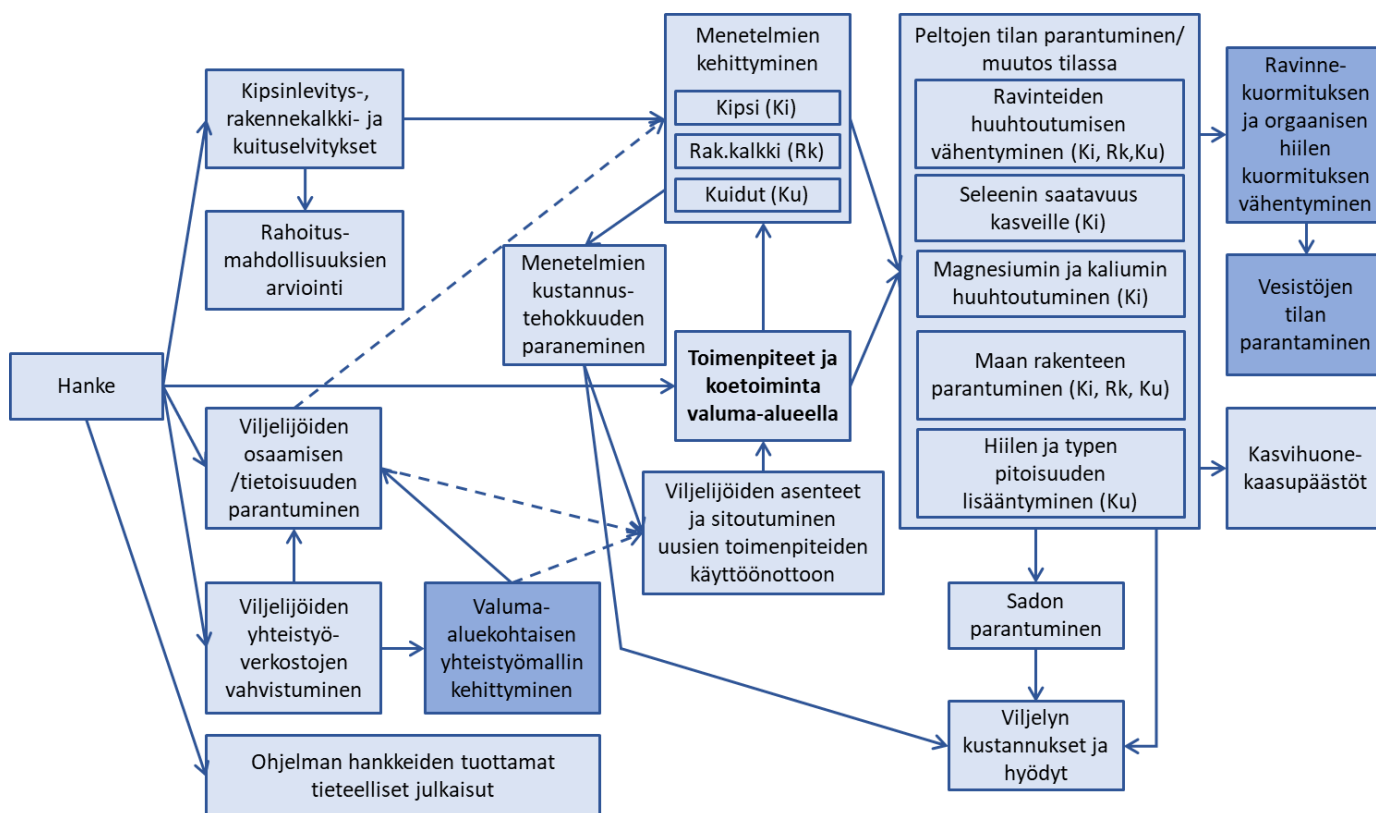 Kipsinlevitys-,
rakennekalkki- ja
kuituselvitykset
Rahoitus-
mahdollisuuksien
arviointi
Hanke
Viljelijöiden
osaamisen
/tietoisuuden
parantuminen
Viljelijöiden
yhteistyö-
verkostojen
vahvistuminen
Ohjelman hankkeiden tuottamat
tieteelliset julkaisut
Valuma-
aluekohtaisen
yhteistyömallin
kehittyminen
Menetelmien
kehittyminen
Kipsi (Ki)
Rak.kalkki (Rk)
Kuidut (Ku)
Menetelmien
kustannus-
tehokkuuden
paraneminen
Toimenpiteet ja
koetoiminta
valuma-alueella
Viljelijöiden asenteet
ja sitoutuminen
uusien toimenpiteiden
käyttöönottoon
Peltojen tilan parantuminen/
muutos tilassa
Ravinteiden
huuhtoutumisen
vähentyminen (Ki, Rk,Ku)
Seleenin saatavuus
kasveille (Ki)
Magnesiumin ja kaliumin
huuhtoutuminen (Ki)
Maan rakenteen
parantuminen (Ki, Rk, Ku)
Hiilen ja typen
pitoisuuden
lisääntyminen (Ku)
Sadon
parantuminen
Viljelyn
kustannukset ja
hyödyt
Ravinne-
kuormituksen
ja orgaanisen
hiilen
kuormituksen
vähentyminen
Vesistöjen
tilan
parantaminen
Kasvihuone-
kaasupäästöt